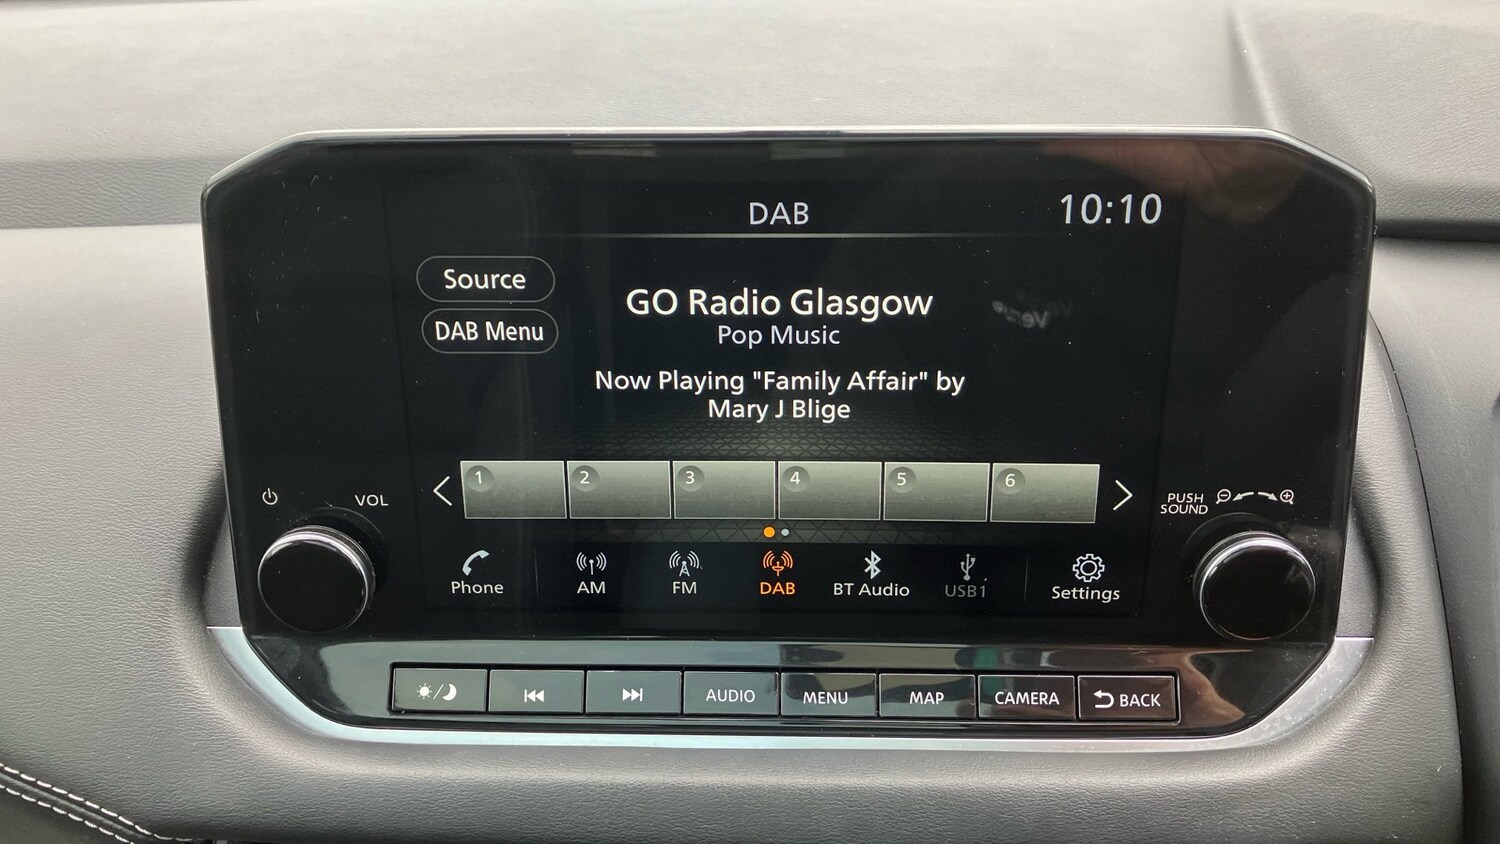 DAB
10:10
Source
DAB Menu
GO Radio Glasgow
Pop Music
Now Playing "Family Affair" by
Mary J Blige
1 2 3 4 5 6
VOL
PUSH
SOUND
Phone AM FM DAB BT Audio USB1 Settings
AUDIO MENU MAP CAMERA BACK